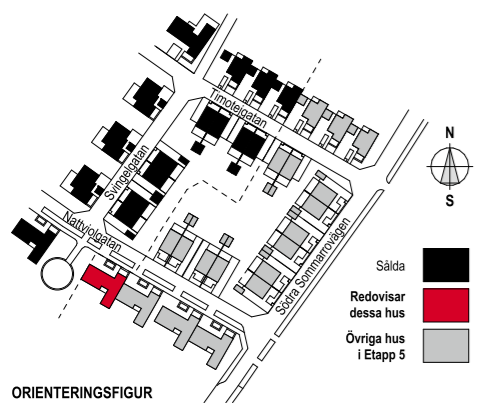 Timotejgatan
Svingelgatan
Nattviolgatan
Södra Sommarrovägen
N
S
Sålda
Redovisar
dessa hus
Övriga hus
i Etapp 5
ORIENTERINGSFIGUR